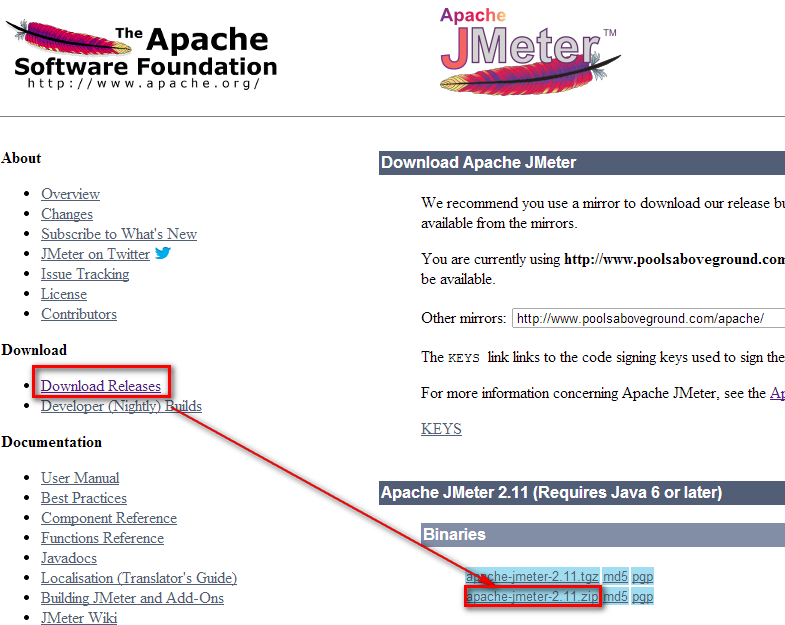 The Apache
Software Foundation
http://www.apache.org/
Apache
JMeter™
About
Overview
Changes
Subscribe to What's New
JMeter on Twitter
Issue Tracking
License
Contributors
Download
Download Releases
Developer (Nightly) Builds
Documentation
User Manual
Best Practices
Component Reference
Functions Reference
Javadocs
Localisation (Translator's Guide)
Building JMeter and Add-Ons
JMeter Wiki
Download Apache JMeter
We recommend you use a mirror to download our release bu
available from the mirrors.
You are currently using http://www.poolsaboveground.com
be available.
Other mirrors: http://www.poolsaboveground.com/apache/
The KEYS link links to the code signing keys used to sign the
For more information concerning Apache JMeter, see the Ap
KEYS
Apache JMeter 2.11 (Requires Java 6 or later)
Binaries
apache-jmeter-2.11.tgz md5 pgp
apache-jmeter-2.11.zip md5 pgp